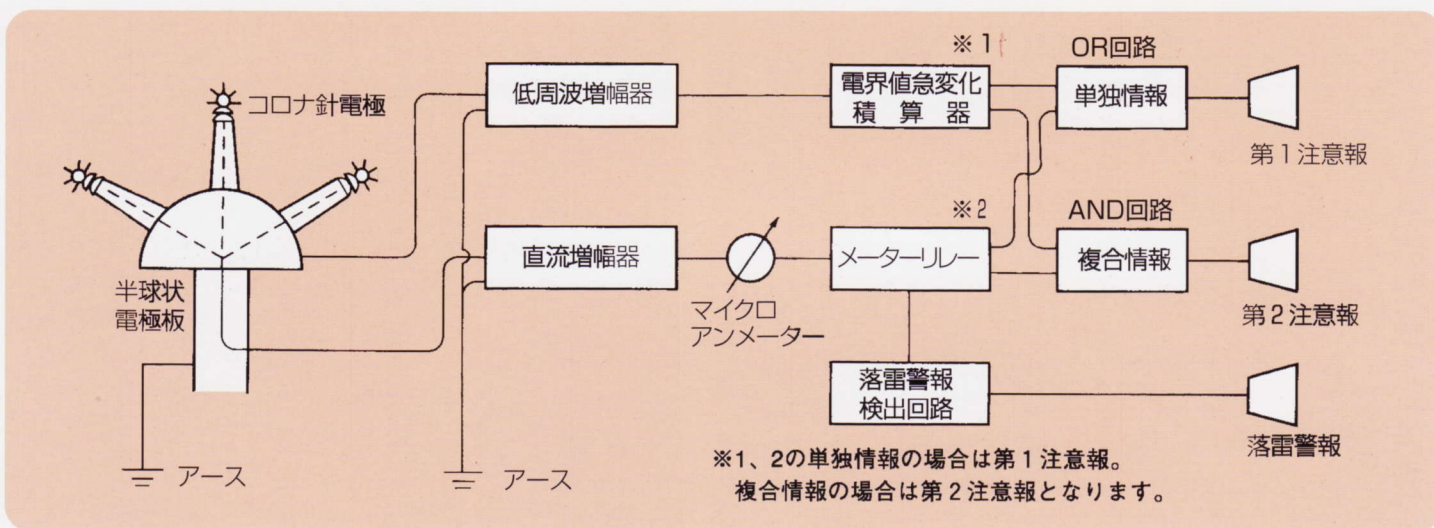 ※1
OR回路
コロナ針電極
低周波増幅器
電界値急変化
積算器
単独情報
第1注意報
※2
AND回路
直流増幅器
メーターリレー
複合情報
半球状
電極板
マイクロ
アンメーター
第2注意報
落雷警報
検出回路
落雷警報
アース
アース
※1、2の単独情報の場合は第1注意報。
複合情報の場合は第2注意報となります。